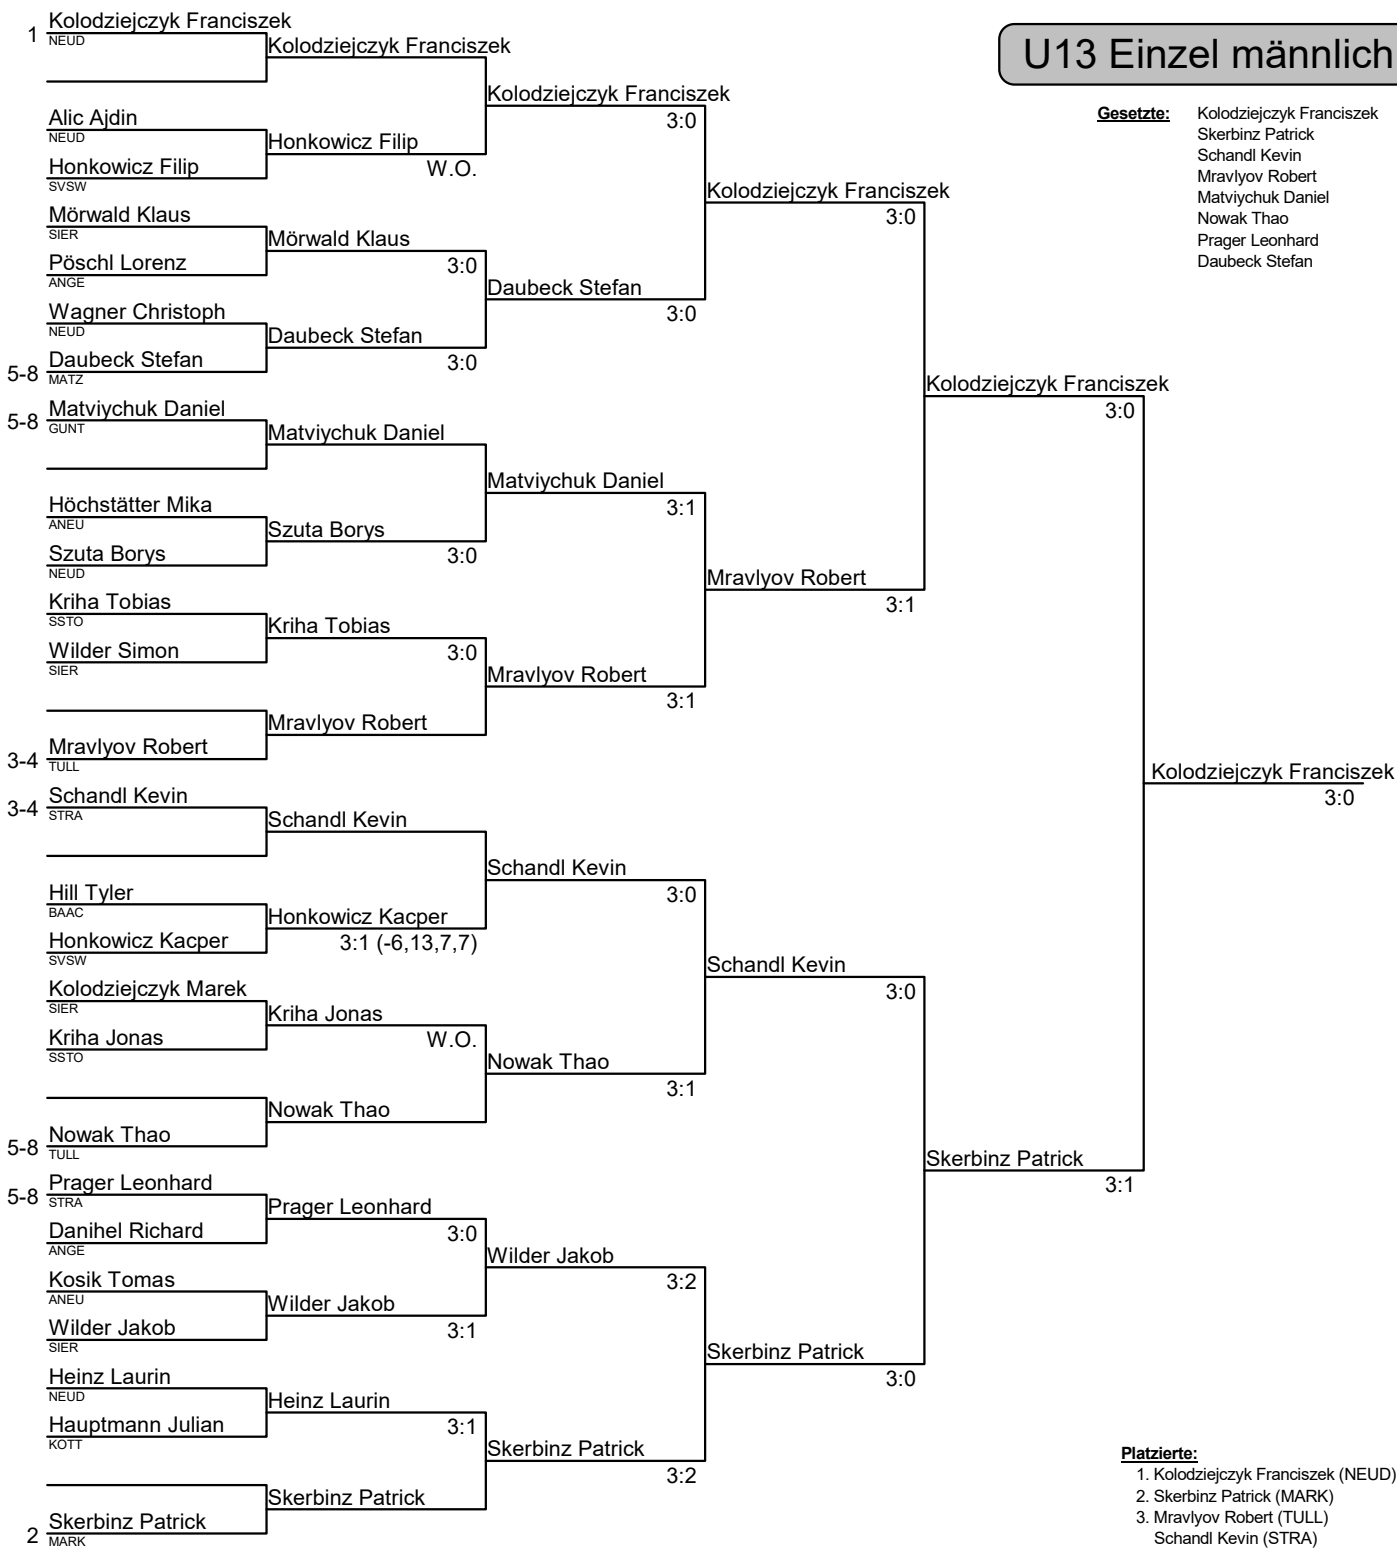 U13 Einzel männlich
Gesetzte: Kolodziejczyk Franciszek
Skerbinz Patrick
Schandl Kevin
Mravlyov Robert
Matviychuk Daniel
Nowak Thao
Prager Leonhard
Daubeck Stefan
1 Kolodziejczyk Franciszek
NEUD
Alic Ajdin
NEUD
Honkowicz Filip
SVSW
Mörwald Klaus
SIER
Pöschl Lorenz
ANGE
Wagner Christoph
NEUD
5-8 Daubeck Stefan
MATZ
5-8 Matviychuk Daniel
GUNT
Höchstätter Mika
ANEU
Szuta Borys
NEUD
Kriha Tobias
SSTO
Wilder Simon
SIER
3-4 Mravlyov Robert
TULL
3-4 Schandl Kevin
STRA
Hill Tyler
BAAC
Honkowicz Kacper
SVSW
Kolodziejczyk Marek
SIER
Kriha Jonas
SSTO
5-8 Nowak Thao
TULL
5-8 Prager Leonhard
STRA
Danihel Richard
ANGE
Kosik Tomas
ANEU
Wilder Jakob
SIER
Heinz Laurin
NEUD
Hauptmann Julian
KOTT
2 Skerbinz Patrick
MARK
Kolodziejczyk Franciszek
Honkowicz Filip
W.O.
Mörwald Klaus
3:0
Daubeck Stefan
3:0
Matviychuk Daniel
Szuta Borys
3:0
Kriha Tobias
3:0
Mravlyov Robert
Schandl Kevin
Honkowicz Kacper
3:1 (-6,13,7,7)
Kriha Jonas
W.O.
Nowak Thao
Prager Leonhard
3:0
Wilder Jakob
3:1
Heinz Laurin
3:1
Skerbinz Patrick
Kolodziejczyk Franciszek
3:0
Daubeck Stefan
3:0
Matviychuk Daniel
3:1
Mravlyov Robert
3:1
Schandl Kevin
3:0
Nowak Thao
3:1
Wilder Jakob
3:2
Skerbinz Patrick
3:2
Kolodziejczyk Franciszek
3:0
Mravlyov Robert
3:1
Schandl Kevin
3:0
Skerbinz Patrick
3:0
Kolodziejczyk Franciszek
3:0
Skerbinz Patrick
3:1
Kolodziejczyk Franciszek
3:0
Platzierte:
1. Kolodziejczyk Franciszek (NEUD)
2. Skerbinz Patrick (MARK)
3. Mravlyov Robert (TULL)
Schandl Kevin (STRA)